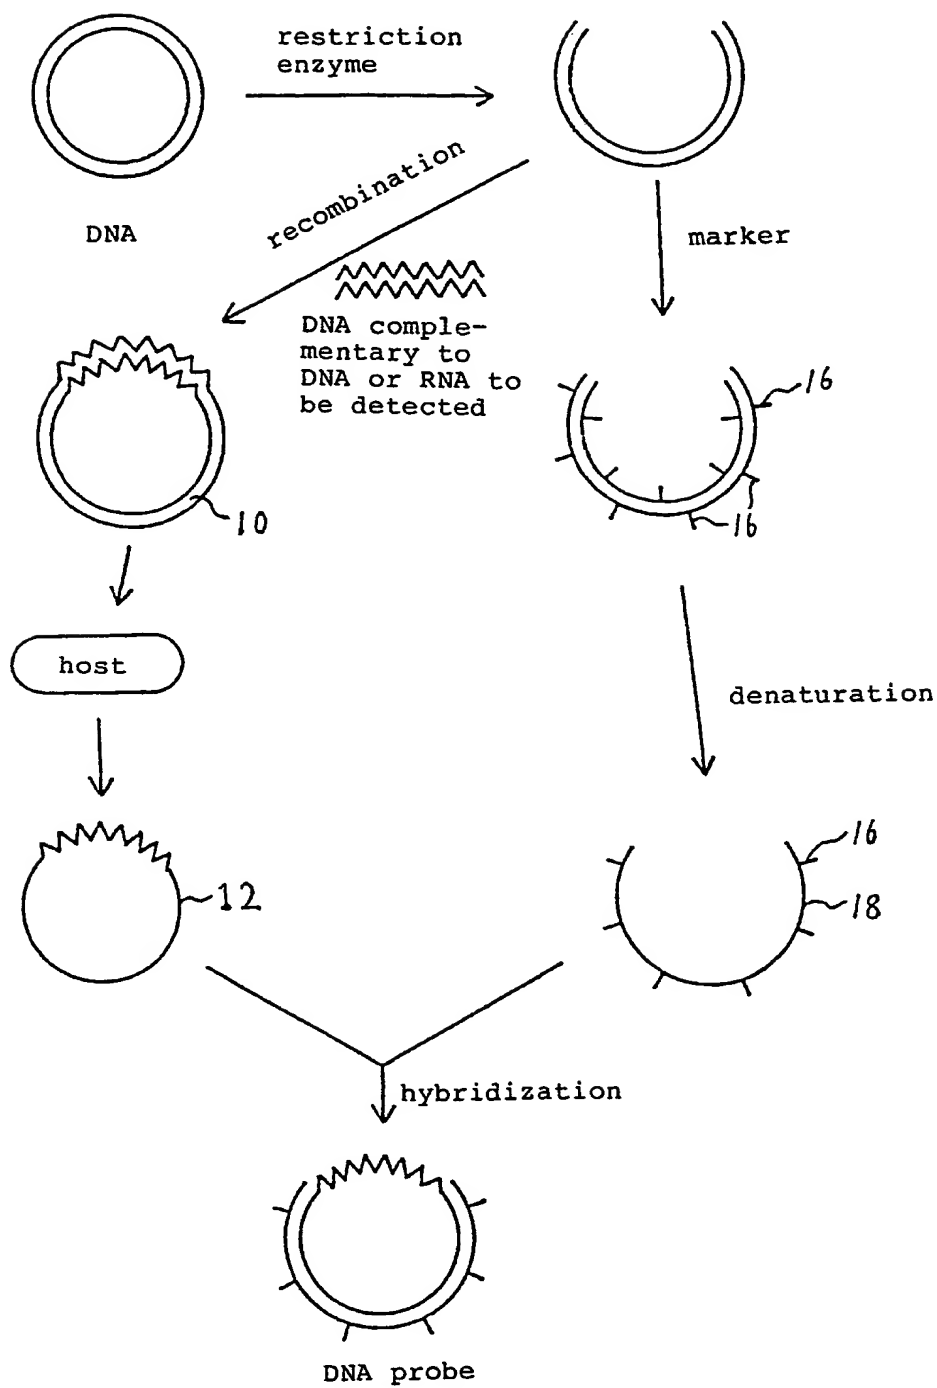 restriction
enzyme
recombination
DNA
marker
DNA comple-
mentary to
DNA or RNA to
be detected
16
10
16
host
denaturation
16
12
18
hybridization
DNA probe